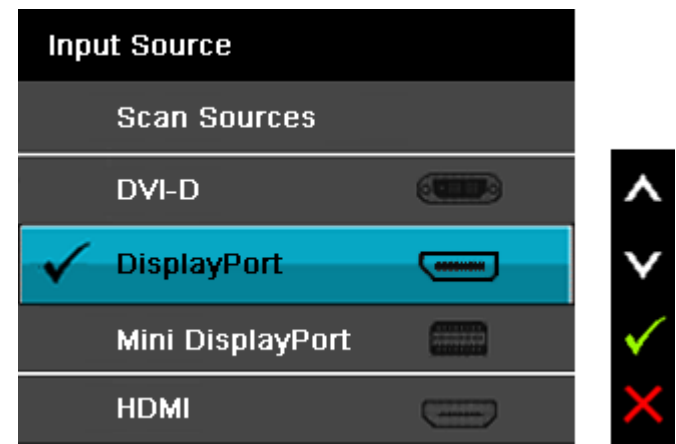 Input Source
Scan Sources
DVI-D
DisplayPort
Mini DisplayPort
HDMI